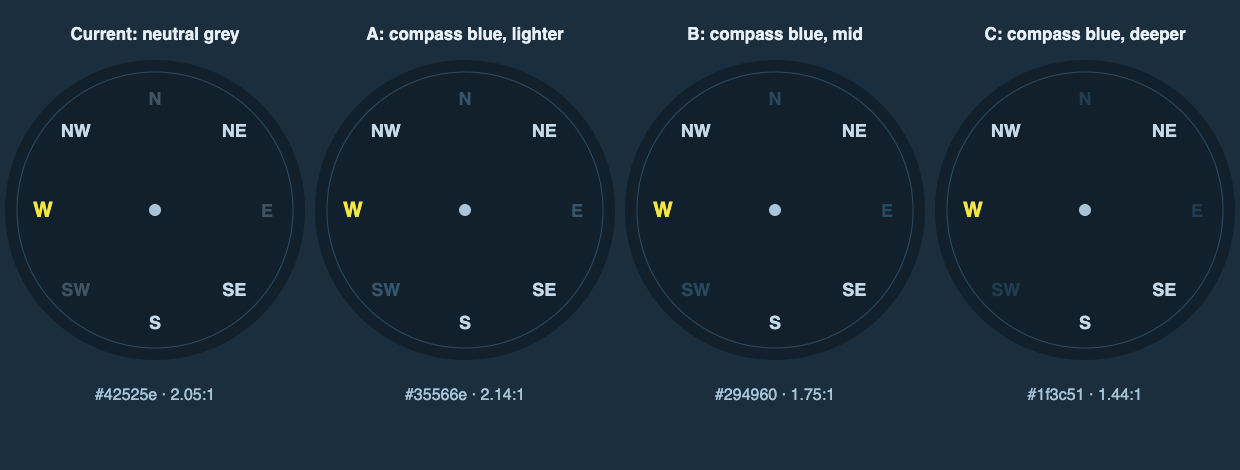 Current: neutral grey
A: compass blue, lighter
B: compass blue, mid
C: compass blue, deeper
N
NW
NE
W
E
SW
SE
S
N
NW
NE
W
E
SW
SE
S
N
NW
NE
W
E
SW
SE
S
N
NW
NE
W
E
SW
SE
S
#42525e · 2.05:1
#35566e · 2.14:1
#294960 · 1.75:1
#1f3c51 · 1.44:1